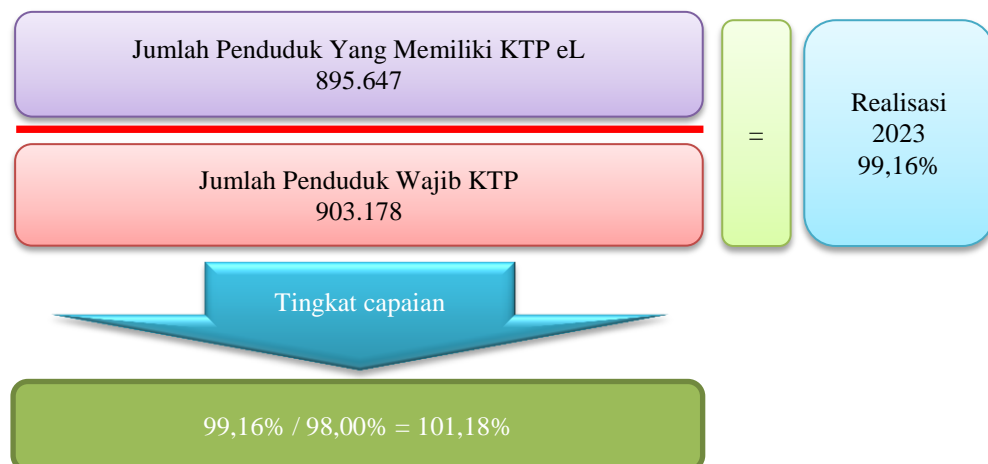 Jumlah Penduduk Yang Memiliki KTP eL
895.647
Jumlah Penduduk Wajib KTP
903.178
=
Realisasi
2023
99,16%
Tingkat capaian
99,16% / 98,00% = 101,18%